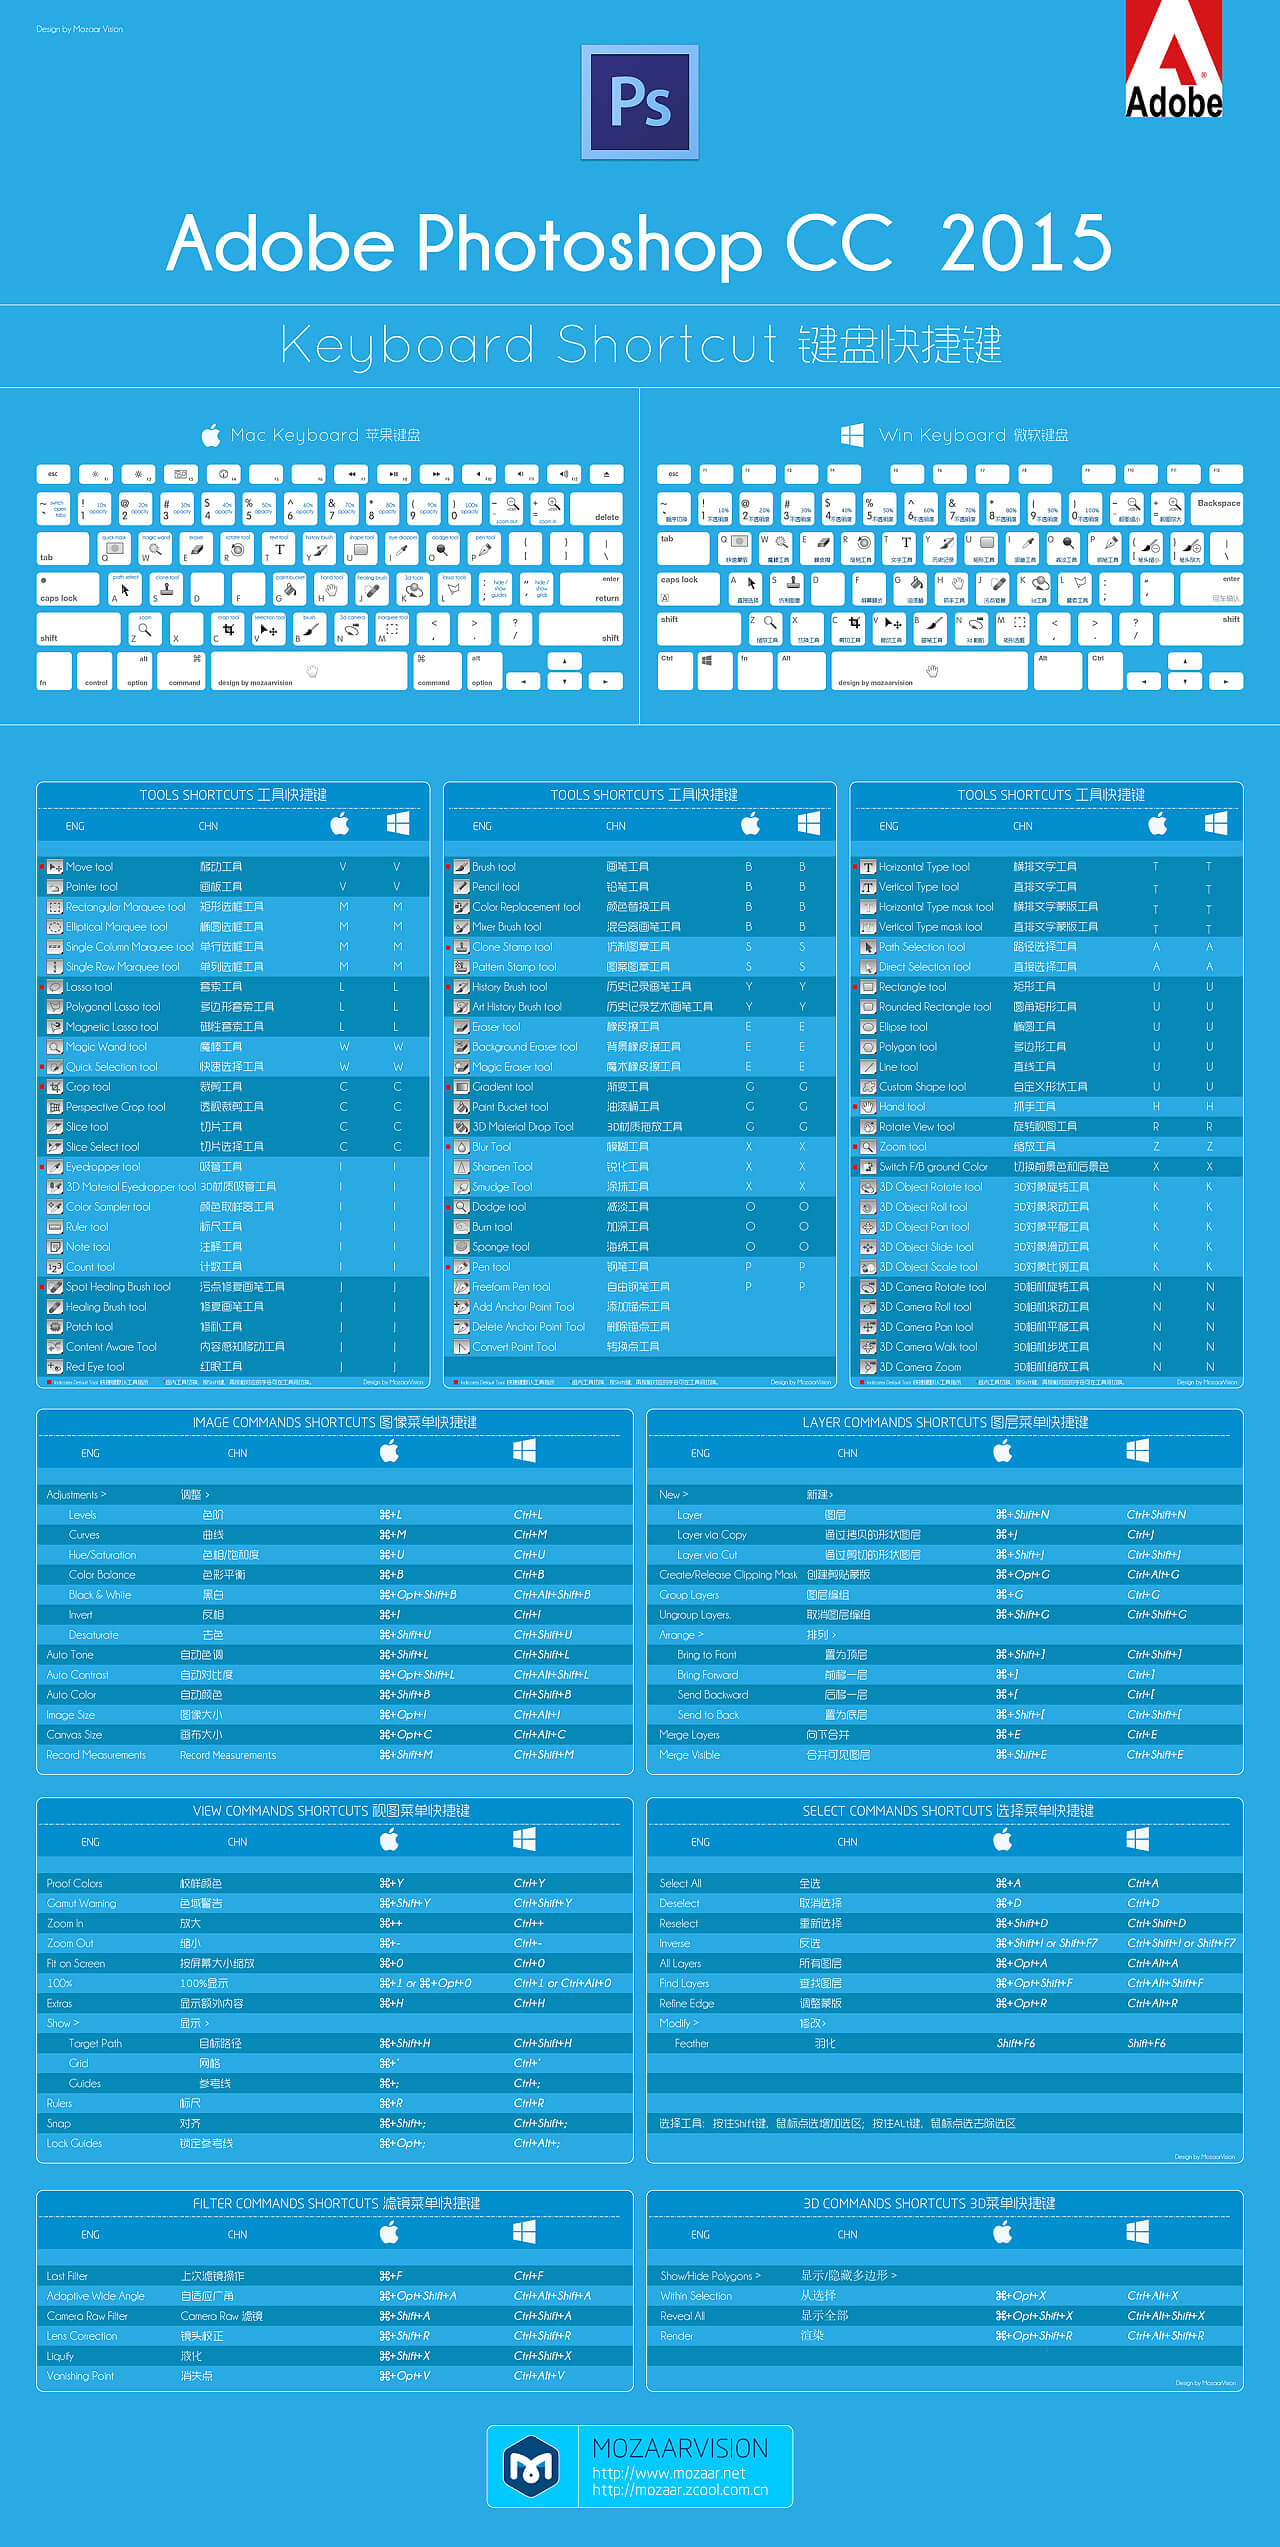 Design by Mozaar Vision
Ps
Adobe
Adobe Photoshop CC 2015
Keyboard Shortcut 键盘快捷键
Mac Keyboard 苹果键盘
Win Keyboard 微软键盘
TOOLS SHORTCUTS 工具快捷键
ENG CHN
Move tool 移动工具 V V
Painter tool 画板工具 V V
Rectangular Marquee tool 矩形选框工具 M M
Elliptical Marquee tool 椭圆选框工具 M M
Single Column Marquee tool 单行选框工具 M M
Single Row Marquee tool 单列选框工具 M M
Lasso tool 套索工具 L L
Polygonal Lasso tool 多边形套索工具 L L
Magnetic Lasso tool 磁性套索工具 L L
Magic Wand tool 魔棒工具 W W
Quick Selection tool 快速选择工具 W W
Crop tool 裁剪工具 C C
Perspective Crop tool 透视裁剪工具 C C
Slice tool 切片工具 C C
Slice Select tool 切片选择工具 C C
Eyedropper tool 吸管工具 I I
3D Material Eyedropper tool 3D材质吸管工具 I I
Color Sampler tool 颜色取样器工具 I I
Ruler tool 标尺工具 I I
Note tool 注释工具 I I
Count tool 计数工具 I I
Spot Healing Brush tool 污点修复画笔工具 J J
Healing Brush tool 修复画笔工具 J J
Patch tool 修补工具 J J
Content Aware Tool 内容感知移动工具 J J
Red Eye tool 红眼工具 J J
Design by MozaarVision
TOOLS SHORTCUTS 工具快捷键
ENG CHN
Brush tool 画笔工具 B B
Pencil tool 铅笔工具 B B
Color Replacement tool 颜色替换工具 B B
Mixer Brush tool 混合器画笔工具 B B
Clone Stamp tool 仿制图章工具 S S
Pattern Stamp tool 图案图章工具 S S
History Brush tool 历史记录画笔工具 Y Y
Art History Brush tool 历史记录艺术画笔工具 Y Y
Eraser tool 橡皮擦工具 E E
Background Eraser tool 背景橡皮擦工具 E E
Magic Eraser tool 魔术橡皮擦工具 E E
Gradient tool 渐变工具 G G
Paint Bucket tool 油漆桶工具 G G
3D Material Drop Tool 3D材质拖放工具 G G
Blur Tool 模糊工具 X X
Sharpen Tool 锐化工具 X X
Smudge Tool 涂抹工具 X X
Dodge tool 减淡工具 O O
Burn tool 加深工具 O O
Sponge tool 海绵工具 O O
Pen tool 钢笔工具 P P
Freeform Pen tool 自由钢笔工具 P P
Add Anchor Point Tool 添加锚点工具
Delete Anchor Point Tool 删除锚点工具
Convert Point Tool 转换点工具
Design by MozaarVision
TOOLS SHORTCUTS 工具快捷键
ENG CHN
Horizontal Type tool 横排文字工具 T T
Vertical Type tool 直排文字工具 T T
Horizontal Type mask tool 横排文字蒙版工具 T T
Vertical Type mask tool 直排文字蒙版工具 T T
Path Selection tool 路径选择工具 A A
Direct Selection tool 直接选择工具 A A
Rectangle tool 矩形工具 U U
Rounded Rectangle tool 圆角矩形工具 U U
Ellipse tool 椭圆工具 U U
Polygon tool 多边形工具 U U
Line tool 直线工具 U U
Custom Shape tool 自定义形状工具 U U
Hand tool 抓手工具 H H
Rotate View tool 旋转视图工具 R R
Zoom tool 缩放工具 Z Z
Switch F/B ground Color 切换前景色和后景色 X X
3D Object Rotate tool 3D对象旋转工具 K K
3D Object Roll tool 3D对象滚动工具 K K
3D Object Pan tool 3D对象平移工具 K K
3D Object Slide tool 3D对象滑动工具 K K
3D Object Scale tool 3D对象比例工具 K K
3D Camera Rotate tool 3D相机旋转工具 N N
3D Camera Roll tool 3D相机滚动工具 N N
3D Camera Pan tool 3D相机平移工具 N N
3D Camera Walk tool 3D相机步览工具 N N
3D Camera Zoom 3D相机缩放工具 N N
Design by MozaarVision
IMAGE COMMANDS SHORTCUTS 图像菜单快捷键
ENG CHN
Adjustments > 调整 >
Levels 色阶 ⌘+L Ctrl+L
Curves 曲线 ⌘+M Ctrl+M
Hue/Saturation 色相/饱和度 ⌘+U Ctrl+U
Color Balance 色彩平衡 ⌘+B Ctrl+B
Black & White 黑白 ⌘+Opt+Shift+B Ctrl+Alt+Shift+B
Invert 反相 ⌘+I Ctrl+I
Desaturate 去色 ⌘+Shift+U Ctrl+Shift+U
Auto Tone 自动色调 ⌘+Shift+L Ctrl+Shift+L
Auto Contrast 自动对比度 ⌘+Opt+Shift+L Ctrl+Alt+Shift+L
Auto Color 自动颜色 ⌘+Shift+B Ctrl+Shift+B
Image Size 图像大小 ⌘+Opt+I Ctrl+Alt+I
Canvas Size 画布大小 ⌘+Opt+C Ctrl+Alt+C
Record Measurements Record Measurements ⌘+Shift+M Ctrl+Shift+M
LAYER COMMANDS SHORTCUTS 图层菜单快捷键
ENG CHN
New > 新建>
Layer 图层 ⌘+Shift+N Ctrl+Shift+N
Layer via Copy 通过拷贝的形状图层 ⌘+J Ctrl+J
Layer via Cut 通过剪切的形状图层 ⌘+Shift+J Ctrl+Shift+J
Create/Release Clipping Mask 创建剪贴蒙版 ⌘+Opt+G Ctrl+Alt+G
Group Layers 图层编组 ⌘+G Ctrl+G
Ungroup Layers. 取消图层编组 ⌘+Shift+G Ctrl+Shift+G
Arrange > 排列 >
Bring to Front 置为顶层 ⌘+Shift+] Ctrl+Shift+]
Bring Forward 前移一层 ⌘+] Ctrl+]
Send Backward 后移一层 ⌘+[ Ctrl+[
Send to Back 置为底层 ⌘+Shift+[ Ctrl+Shift+[
Merge Layers 向下合并 ⌘+E Ctrl+E
Merge Visible 合并可见图层 ⌘+Shift+E Ctrl+Shift+E
VIEW COMMANDS SHORTCUTS 视图菜单快捷键
ENG CHN
Proof Colors 校样颜色 ⌘+Y Ctrl+Y
Gamut Warning 色域警告 ⌘+Shift+Y Ctrl+Shift+Y
Zoom In 放大 ⌘++ Ctrl++
Zoom Out 缩小 ⌘+- Ctrl+-
Fit on Screen 按屏幕大小缩放 ⌘+0 Ctrl+0
100% 100%显示 ⌘+1 or ⌘+Opt+0 Ctrl+1 or Ctrl+Alt+0
Extras 显示额外内容 ⌘+H Ctrl+H
Show > 显示 >
Target Path 目标路径 ⌘+Shift+H Ctrl+Shift+H
Grid 网格 ⌘+' Ctrl+'
Guides 参考线 ⌘+; Ctrl+;
Rulers 标尺 ⌘+R Ctrl+R
Snap 对齐 ⌘+Shift+; Ctrl+Shift+;
Lock Guides 锁定参考线 ⌘+Opt+; Ctrl+Alt+;
SELECT COMMANDS SHORTCUTS 选择菜单快捷键
ENG CHN
Select All 全选 ⌘+A Ctrl+A
Deselect 取消选择 ⌘+D Ctrl+D
Reselect 重新选择 ⌘+Shift+D Ctrl+Shift+D
Inverse 反选 ⌘+Shift+I or Shift+F7 Ctrl+Shift+I or Shift+F7
All Layers 所有图层 ⌘+Opt+A Ctrl+Alt+A
Find Layers 查找图层 ⌘+Opt+Shift+F Ctrl+Alt+Shift+F
Refine Edge 调整蒙版 ⌘+Opt+R Ctrl+Alt+R
Modify > 修改>
Feather 羽化 Shift+F6 Shift+F6
选择工具：按住Shift键，鼠标点选增加选区；按住ALt键，鼠标点选去除选区
Design by MozaarVision
FILTER COMMANDS SHORTCUTS 滤镜菜单快捷键
ENG CHN
Last Filter 上次滤镜操作 ⌘+F Ctrl+F
Adaptive Wide Angle 自适应广角 ⌘+Opt+Shift+A Ctrl+Alt+Shift+A
Camera Raw Filter Camera Raw 滤镜 ⌘+Shift+A Ctrl+Shift+A
Lens Correction 镜头校正 ⌘+Shift+R Ctrl+Shift+R
Liquify 液化 ⌘+Shift+X Ctrl+Shift+X
Vanishing Point 消失点 ⌘+Opt+V Ctrl+Alt+V
3D COMMANDS SHORTCUTS 3D菜单快捷键
ENG CHN
Show/Hide Polygons > 显示/隐藏多边形 >
Within Selection 从选择 ⌘+Opt+X Ctrl+Alt+X
Reveal All 显示全部 ⌘+Opt+Shift+X Ctrl+Alt+Shift+X
Render 渲染 ⌘+Opt+Shift+R Ctrl+Alt+Shift+R
Design by MozaarVision
MOZAARVISION
http://www.mozaar.net
http://mozaar.zcool.com.cn